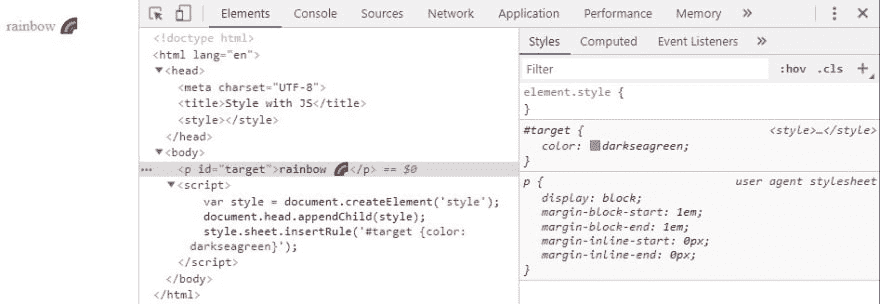 rainbow
Elements Console Sources Network Application Performance Memory »
<!doctype html>
<html lang="en">
▼<head>
<meta charset="UTF-8">
<title>Style with JS</title>
<style></style>
</head>
▼<body>
••• <p id="target">rainbow </p> == $0
▼<script>
var style = document.createElement('style');
document.head.appendChild(style);
style.sheet.insertRule('#target {color:
darkseagreen}');
</script>
</body>
</html>
Styles Computed Event Listeners »
Filter :hov .cls +
element.style {
}
#target { <style>…</style>
color: darkseagreen;
}
p { user agent stylesheet
display: block;
margin-block-start: 1em;
margin-block-end: 1em;
margin-inline-start: 0px;
margin-inline-end: 0px;
}